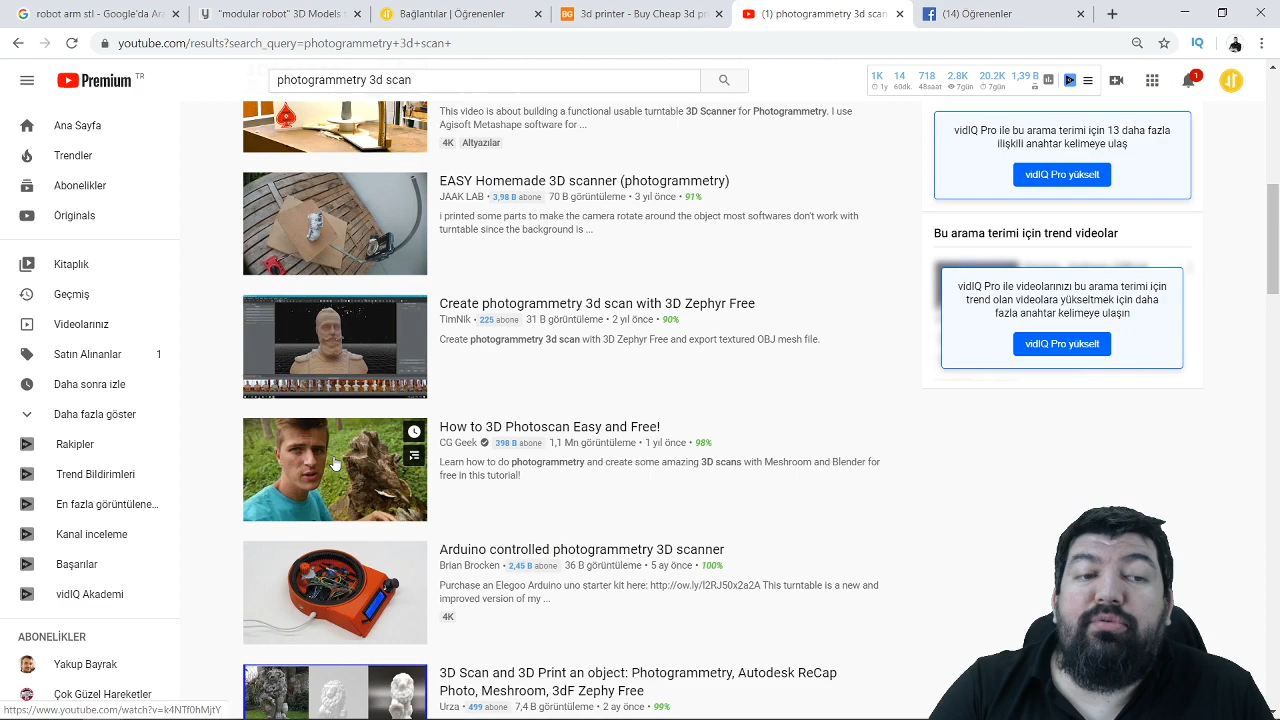 google'da Ara
"modular" 3D Models
Bağlantılar
3D Buy Cheap 3d pr
(1) photogrammetry 3d scan
(14) Öğretmen
youtube.com/results?search_query=photogrammetry+3d+scan+
IQ
Premium TR
photogrammetry 3d scan
1K 14 718 2.8K 20.2K 1,39 B
1y 60dk. 48saat 7gün 7gün
1
Ana Sayfa
Trendler
Abonelikler
Originals
Kitaplık
Geçmiş
Videolarınız
Satın Alınanlar 1
Daha sonra izle
Daha fazla göster
Rakipler
Trend Bildirimleri
En fazla görüntülene...
Kanal inceleme
Başarılar
vidIQ Akademi
ABONELİKLER
Yakup Bayrak
Çok Güzel Hareketler
https://www.youtube.com/watch?v=k4NTf0hMjtY
This video is about building a functional usable turntable 3D Scanner for Photogrammetry. I use
Agisoft Metashape software for ...
4K Altyazılar
EASY Homemade 3D scanner (photogrammetry)
JAAK LAB • 3,98 B abone 70 B görüntüleme • 3 yıl önce • 91%
i printed some parts to make the camera rotate around the object most softwares don't work with
turntable since the background is ...
Create photogrammetry 3d scan with 3D Zephyr Free
TimNik • 225 abone 31 B görüntüleme • 2 yıl önce • 90%
Create photogrammetry 3d scan with 3D Zephyr Free and export textured OBJ mesh file.
How to 3D Photoscan Easy and Free!
CG Geek 398 B abone • 1,1 Mn görüntüleme • 1 yıl önce • 98%
Learn how to do photogrammetry and create some amazing 3D scans with Meshroom and Blender for
free in this tutorial!
Arduino controlled photogrammetry 3D scanner
Brian Brocken • 2,45 B abone 36 B görüntüleme • 5 ay önce • 100%
Purchase an Elegoo Arduino uno starter kit here: http://ow.ly/l2RJ50x2a2A This turntable is a new and
improved version of my ...
4K
3D Scan and 3D Print an object: Photogrammetry, Autodesk ReCap
Photo, Meshroom, 3dF Zephy Free
Urza • 499 abone 7,4 B görüntüleme • 2 ay önce • 99%
vidIQ Pro ile bu arama terimi için 13 daha fazla
ilişkili anahtar kelimeye ulaş
vidIQ Pro yükselt
Bu arama terimi için trend videolar
vidIQ Pro ile videolarınızı bu arama terimi için
olan videolara yükseltmek için daha
fazla anahtar kelimeye ulaşın
vidIQ Pro yükselt